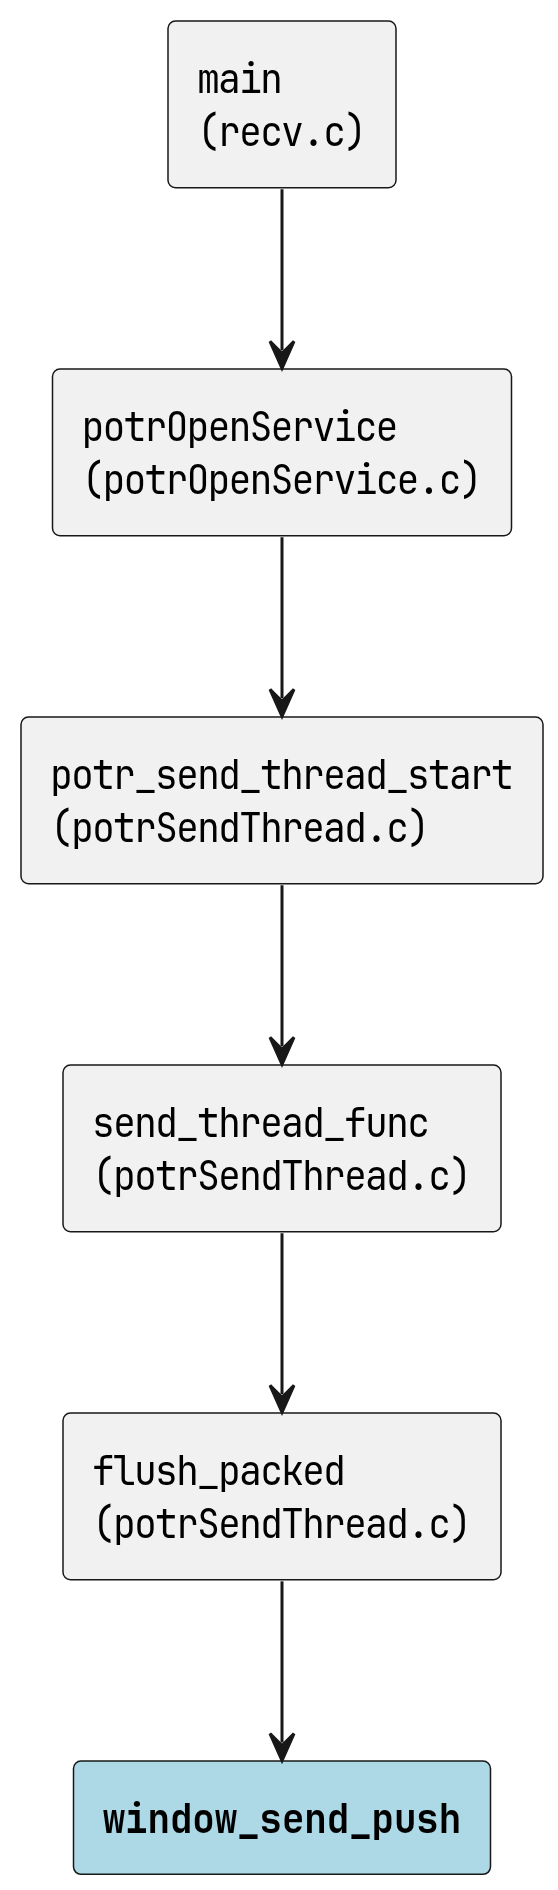 main
(recv.c)
potrOpenService
(potrOpenService.c)
potr_send_thread_start
(potrSendThread.c)
send_thread_func
(potrSendThread.c)
flush_packed
(potrSendThread.c)
window_send_push